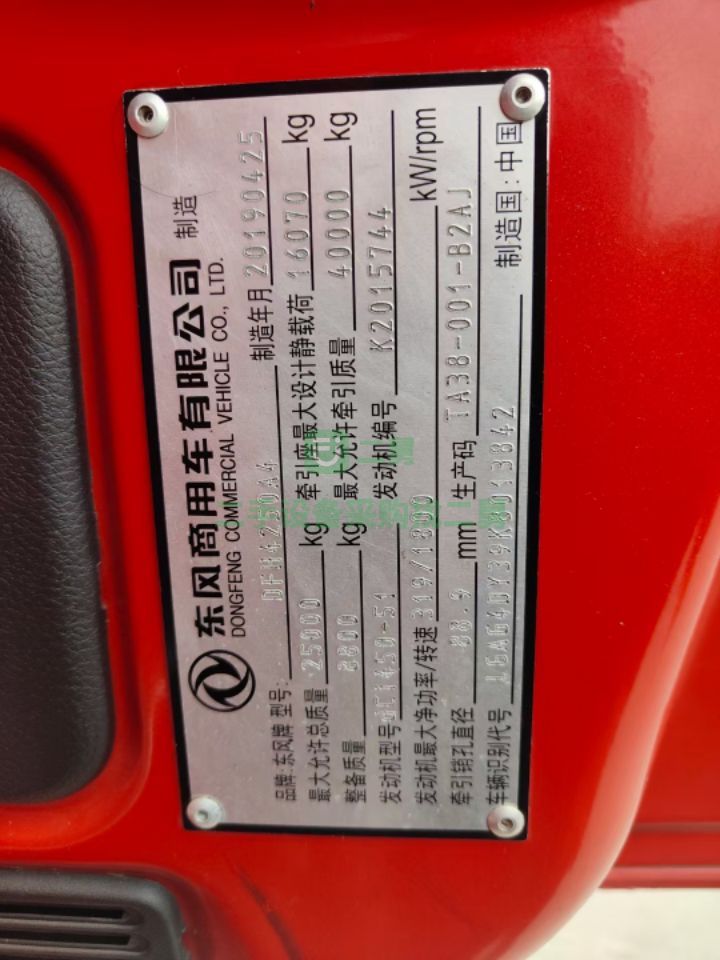 东风商用车有限公司 制造
DONGFENG COMMERCIAL VEHICLE CO., LTD.
品牌:东风牌 型号: DFH4250A4 制造年月 20190425
最大允许总质量 25000 kg 牵引座最大设计静载荷 16070 kg
整备质量 8800 kg 最大允许牵引质量 40000 kg
发动机型号 dCi450-51 发动机编号 K2015744
发动机最大净功率/转速 319/1800 kW/rpm
牵引销孔直径 88.9 mm 生产码 TA38-001-B2AJ
车辆识别代号 制造国:中国